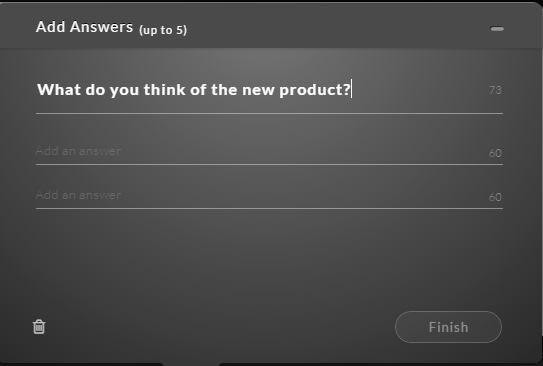 Add Answers (up to 5)
What do you think of the new product? 73
Add an answer 60
Add an answer 60
Finish